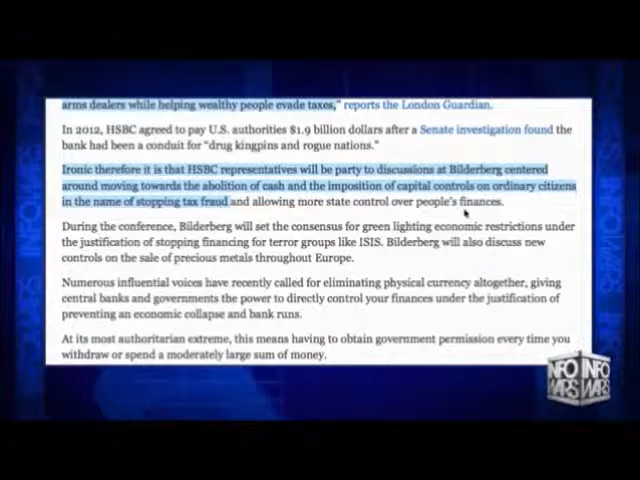 arms dealers while helping wealthy people evade taxes," reports the London Guardian.
In 2012, HSBC agreed to pay U.S. authorities $1.9 billion dollars after a Senate investigation found the
bank had been a conduit for "drug kingpins and rogue nations."
Ironic therefore it is that HSBC representatives will be party to discussions at Bilderberg centered
around moving towards the abolition of cash and the imposition of capital controls on ordinary citizens
in the name of stopping tax fraud and allowing more state control over people's finances.
During the conference, Bilderberg will set the consensus for green lighting economic restrictions under
the justification of stopping financing for terror groups like ISIS. Bilderberg will also discuss new
controls on the sale of precious metals throughout Europe.
Numerous influential voices have recently called for eliminating physical currency altogether, giving
central banks and governments the power to directly control your finances under the justification of
preventing an economic collapse and bank runs.
At its most authoritarian extreme, this means having to obtain government permission every time you
withdraw or spend a moderately large sum of money.
INFO INFO
WARS WARS